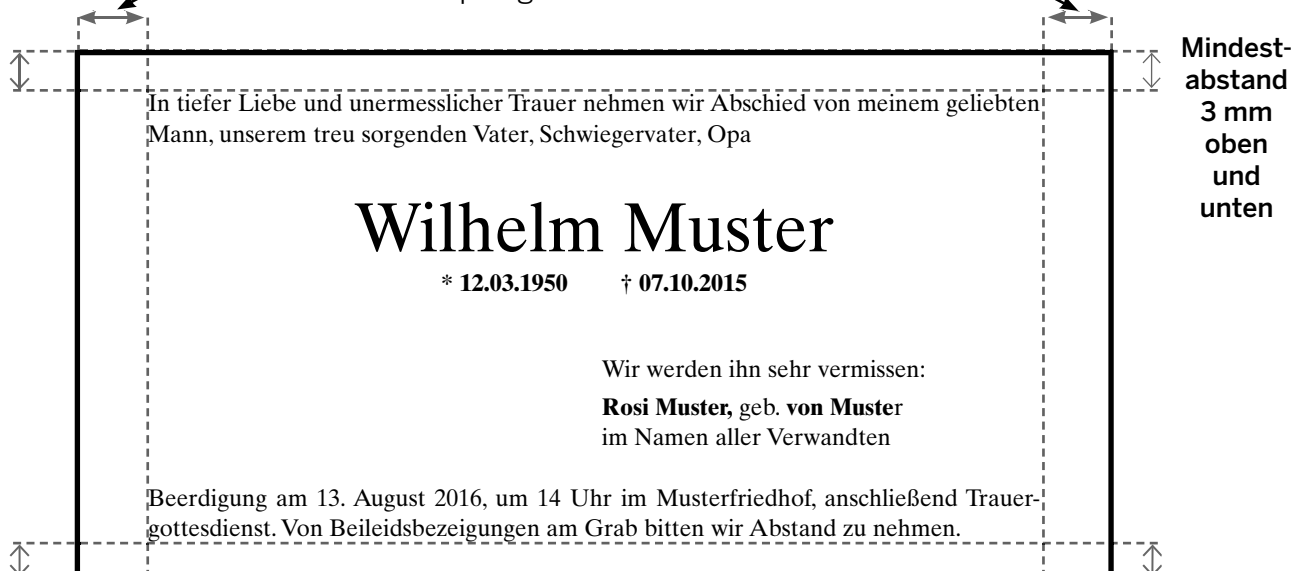 In tiefer Liebe und unermesslicher Trauer nehmen wir Abschied von meinem geliebten
Mann, unserem treu sorgenden Vater, Schwiegervater, Opa
Wilhelm Muster
* 12.03.1950 † 07.10.2015
Wir werden ihn sehr vermissen:
Rosi Muster, geb. von Muster
im Namen aller Verwandten
Beerdigung am 13. August 2016, um 14 Uhr im Musterfriedhof, anschließend Trauer-
gottesdienst. Von Beileidsbezeigungen am Grab bitten wir Abstand zu nehmen.
Mindest-
abstand
3 mm
oben
und
unten